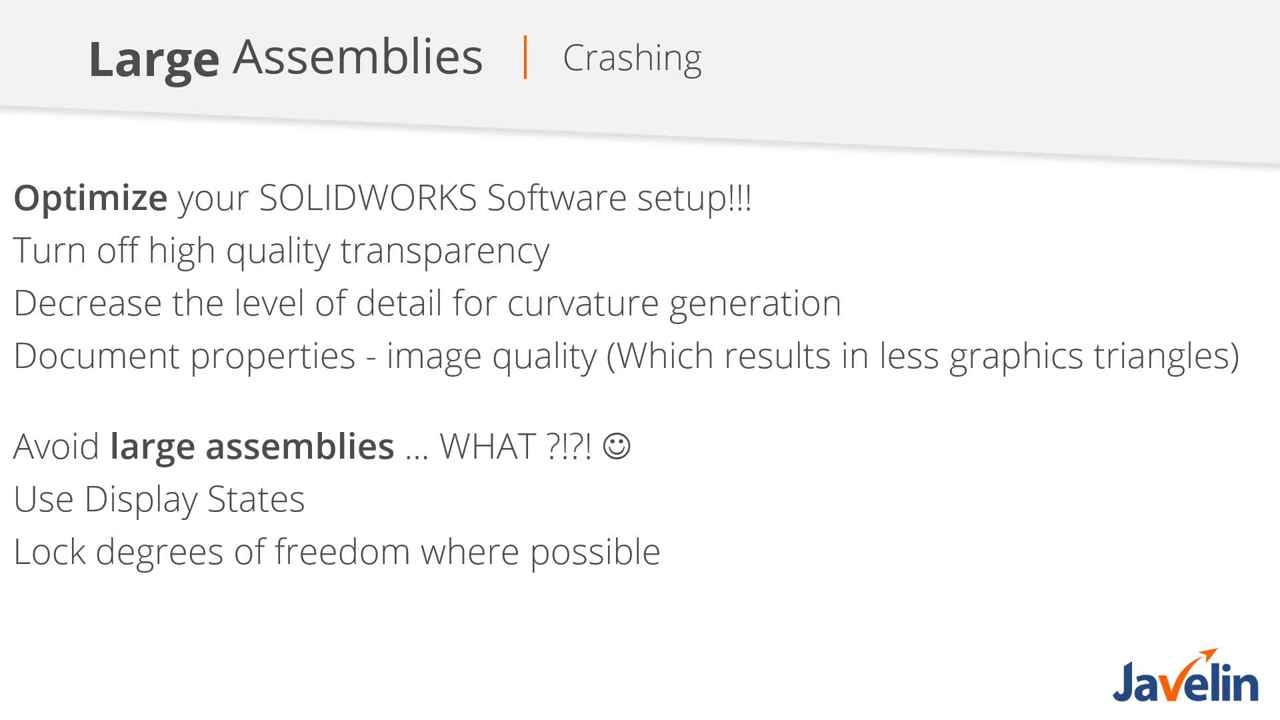 Large Assemblies | Crashing
Optimize your SOLIDWORKS Software setup!!!
Turn off high quality transparency
Decrease the level of detail for curvature generation
Document properties - image quality (Which results in less graphics triangles)
Avoid large assemblies ... WHAT ?!?! ☺
Use Display States
Lock degrees of freedom where possible
Javelin